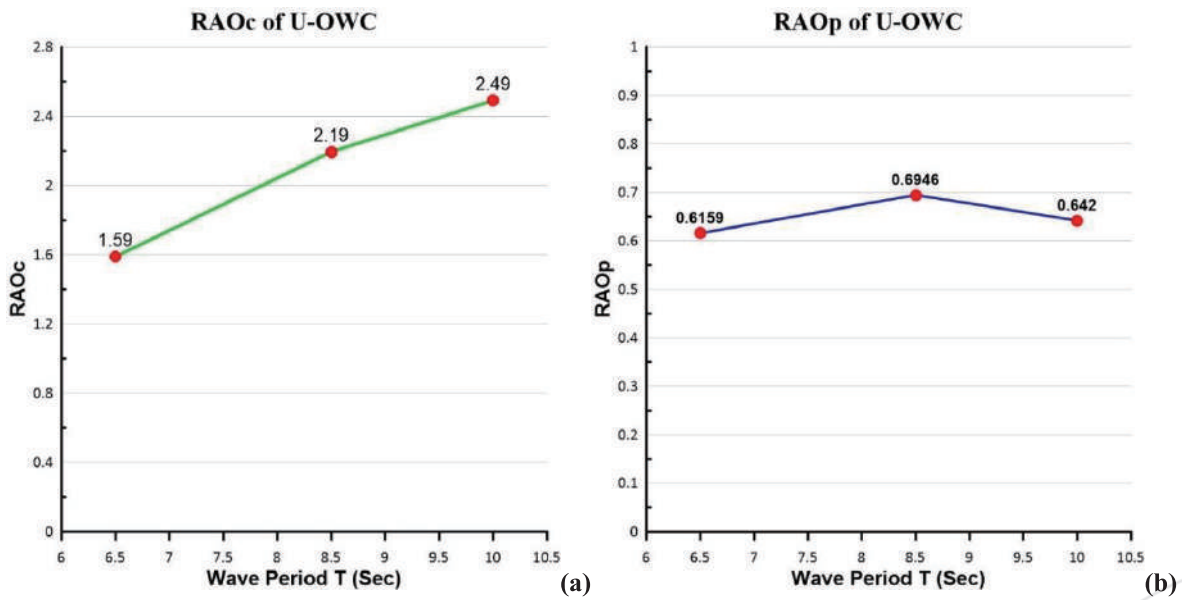 RAOc of U-OWC
2.8
2.4
2
1.6
1.2
0.8
0.4
0
RAOc
1.59
2.19
2.49
6 6.5 7 7.5 8 8.5 9 9.5 10 10.5
Wave Period T (Sec)
(a)
RAOp of U-OWC
1
0.9
0.8
0.7
0.6
0.5
0.4
0.3
0.2
0.1
0
RAOp
0.6159
0.6946
0.642
6 6.5 7 7.5 8 8.5 9 9.5 10 10.5
Wave Period T (Sec)
(b)